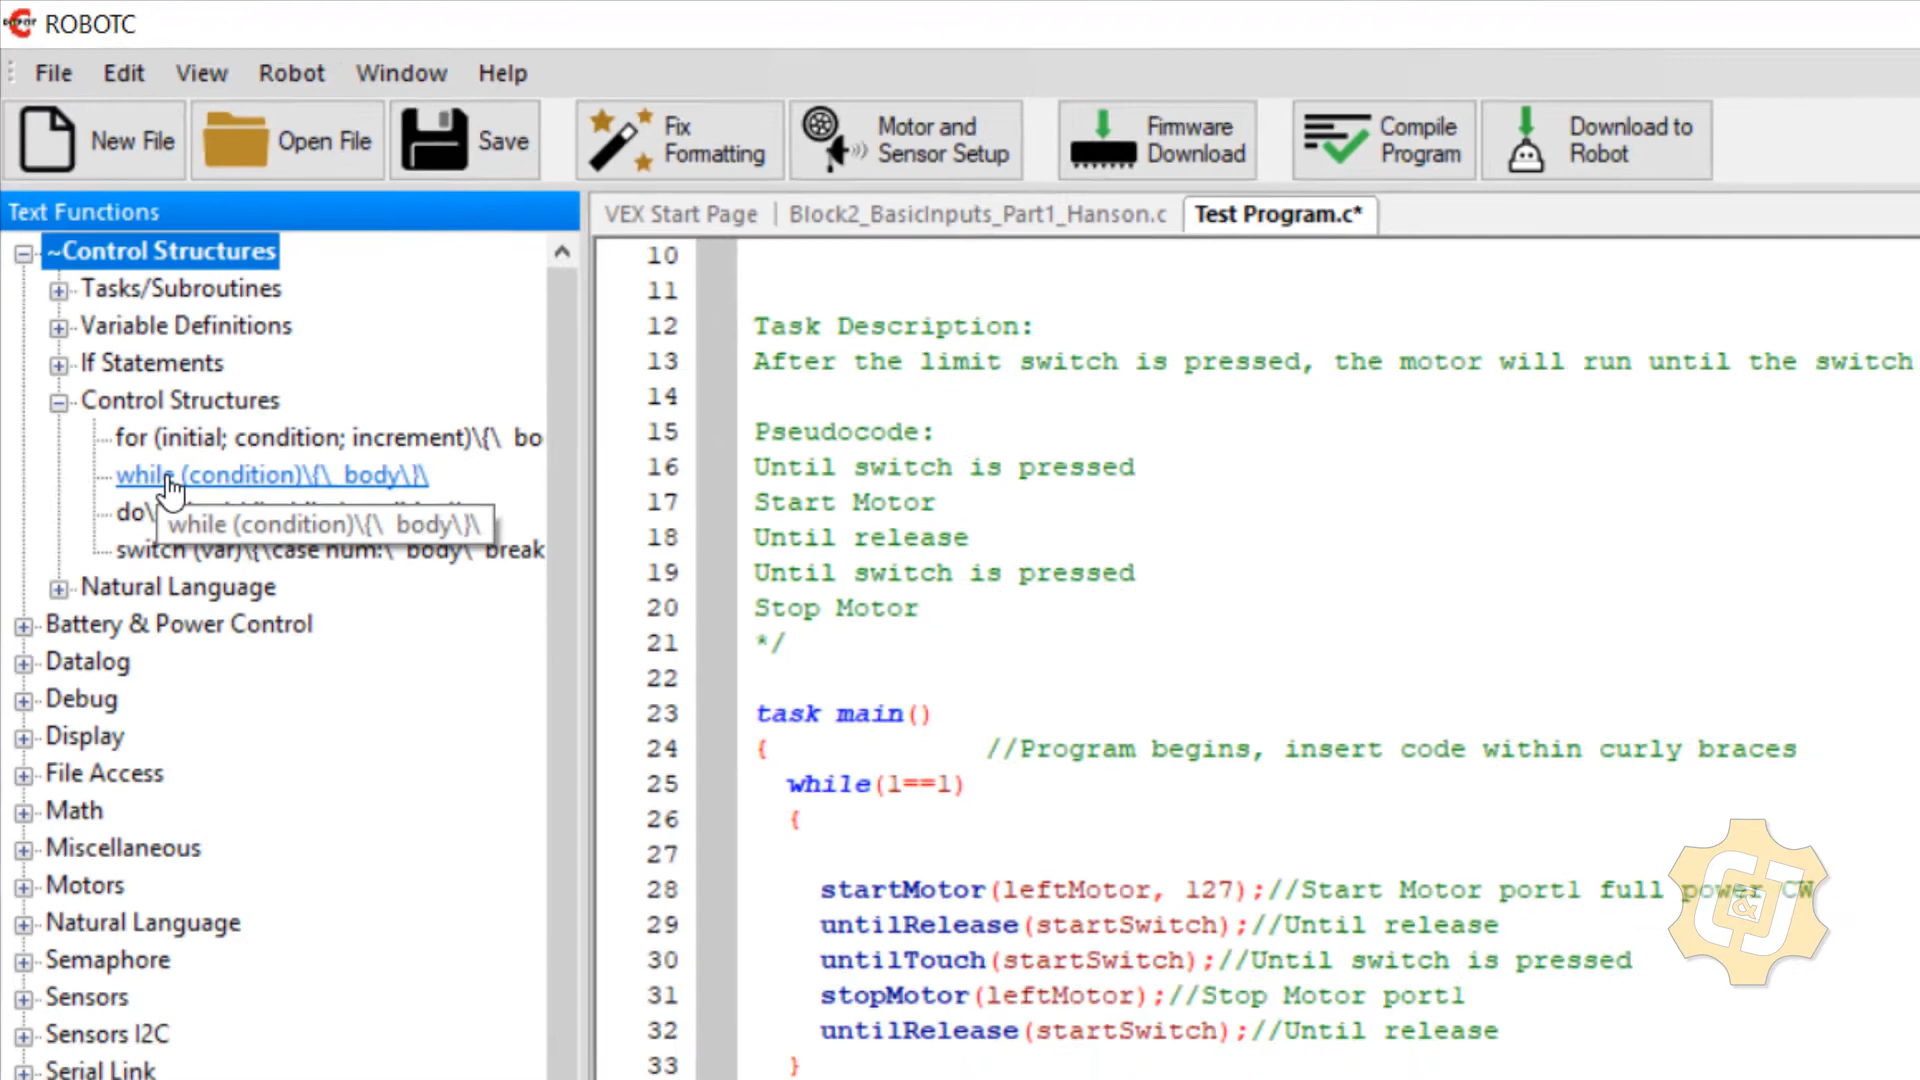 ROBOTC
File Edit View Robot Window Help
New File Open File Save Fix Formatting Motor and Sensor Setup Firmware Download Compile Program Download to Robot
Text Functions
VEX Start Page Block2_BasicInputs_Part1_Hanson.c Test Program.c*
~Control Structures
Tasks/Subroutines
Variable Definitions
If Statements
Control Structures
for (initial; condition; increment)\{\ bo
while (condition)\{\ body\}\
do\
while (condition)\{\ body\}\
switch (var)\{\case num:\ body\ break
Natural Language
Battery & Power Control
Datalog
Debug
Display
File Access
Math
Miscellaneous
Motors
Natural Language
Semaphore
Sensors
Sensors I2C
Serial Link
10
11
12 Task Description:
13 After the limit switch is pressed, the motor will run until the switch
14
15 Pseudocode:
16 Until switch is pressed
17 Start Motor
18 Until release
19 Until switch is pressed
20 Stop Motor
21 */
22
23 task main()
24 { //Program begins, insert code within curly braces
25 while(1==1)
26 {
27
28 startMotor(leftMotor, 127);//Start Motor port1 full power CW
29 untilRelease(startSwitch);//Until release
30 untilTouch(startSwitch);//Until switch is pressed
31 stopMotor(leftMotor);//Stop Motor port1
32 untilRelease(startSwitch);//Until release
33 }